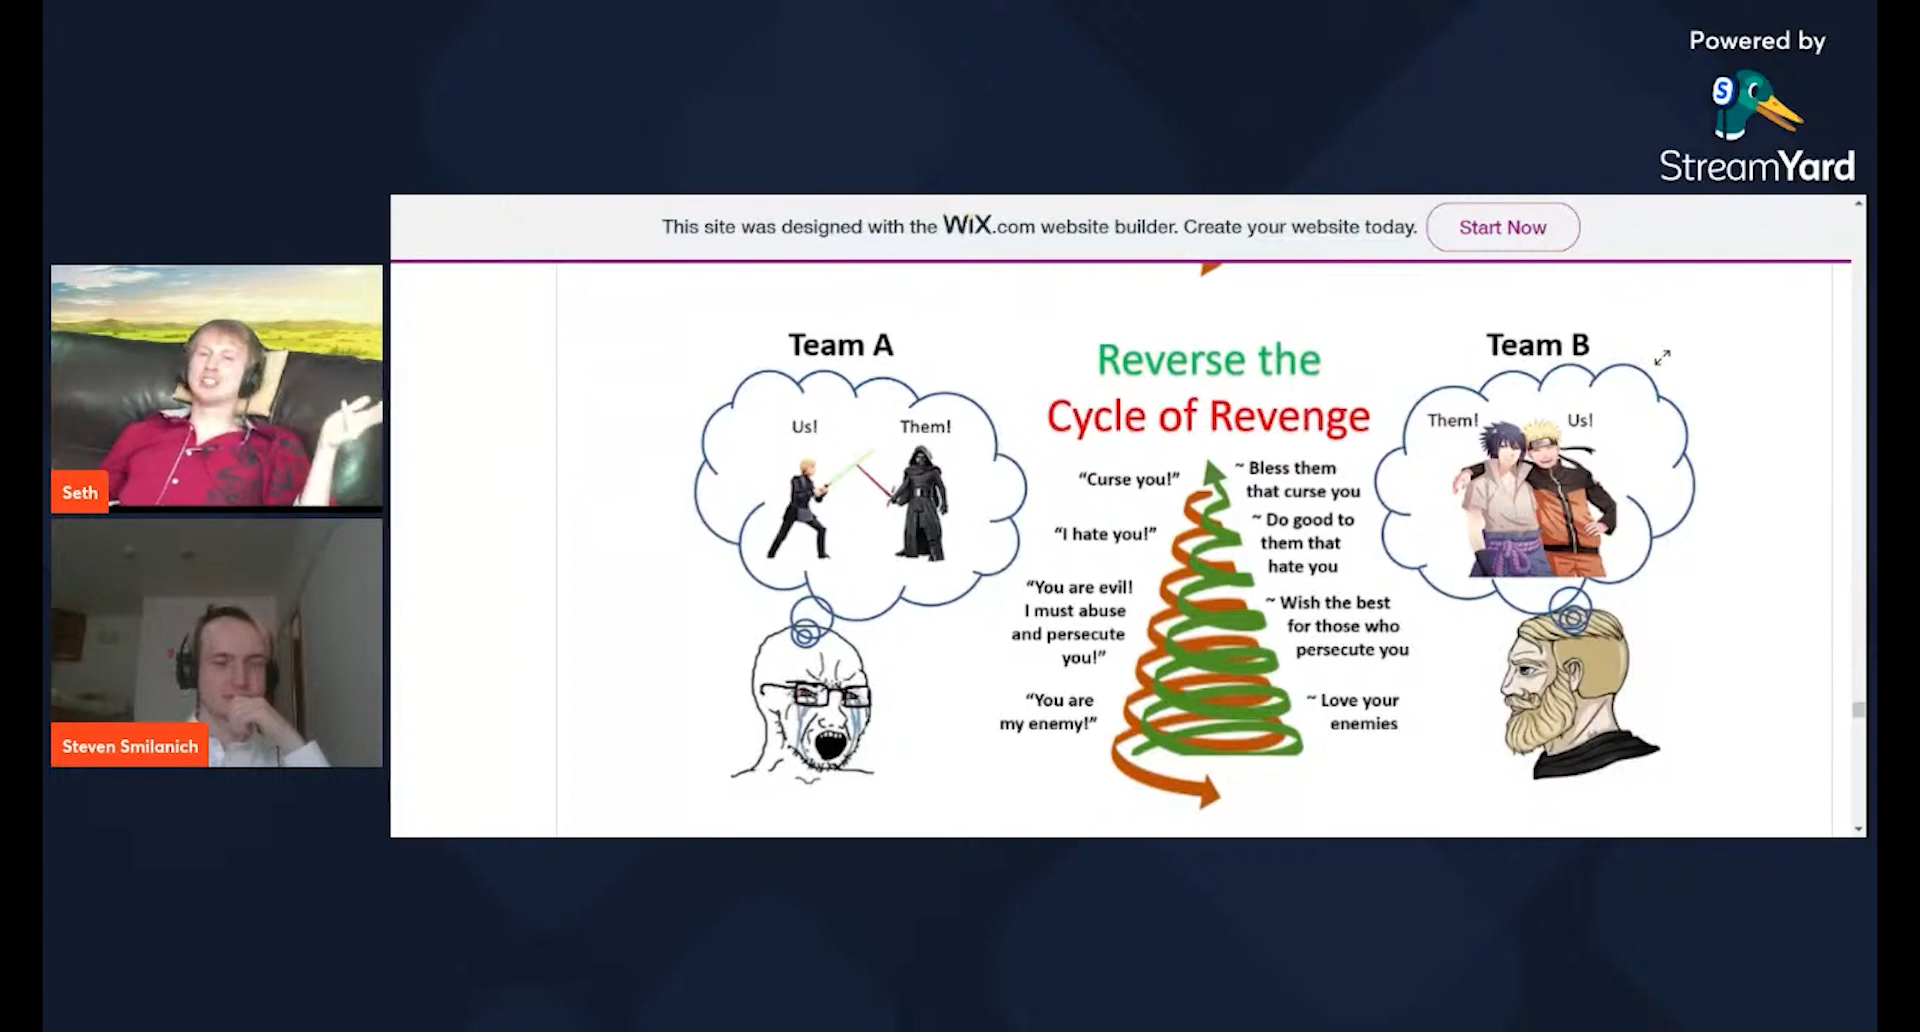 Powered by
S
StreamYard
This site was designed with the WiX.com website builder. Create your website today.
Start Now
Seth
Steven Smilanich
Team A
Us!
Them!
Reverse the
Cycle of Revenge
Team B
Them!
Us!
“Curse you!”
“I hate you!”
“You are evil!
I must abuse
and persecute
you!”
“You are
my enemy!”
~ Bless them
that curse you
~ Do good to
them that
hate you
~ Wish the best
for those who
persecute you
~ Love your
enemies